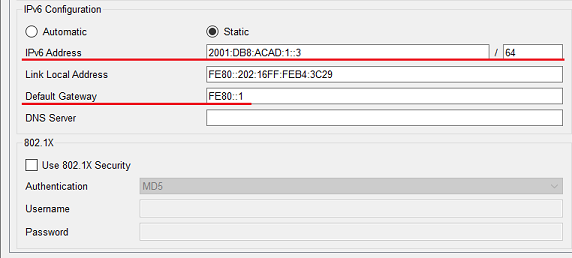 IPv6 Configuration
Automatic Static
IPv6 Address 2001:DB8:ACAD:1::3 / 64
Link Local Address FE80::202:16FF:FEB4:3C29
Default Gateway FE80::1
DNS Server
802.1X
Use 802.1X Security
Authentication MD5
Username
Password